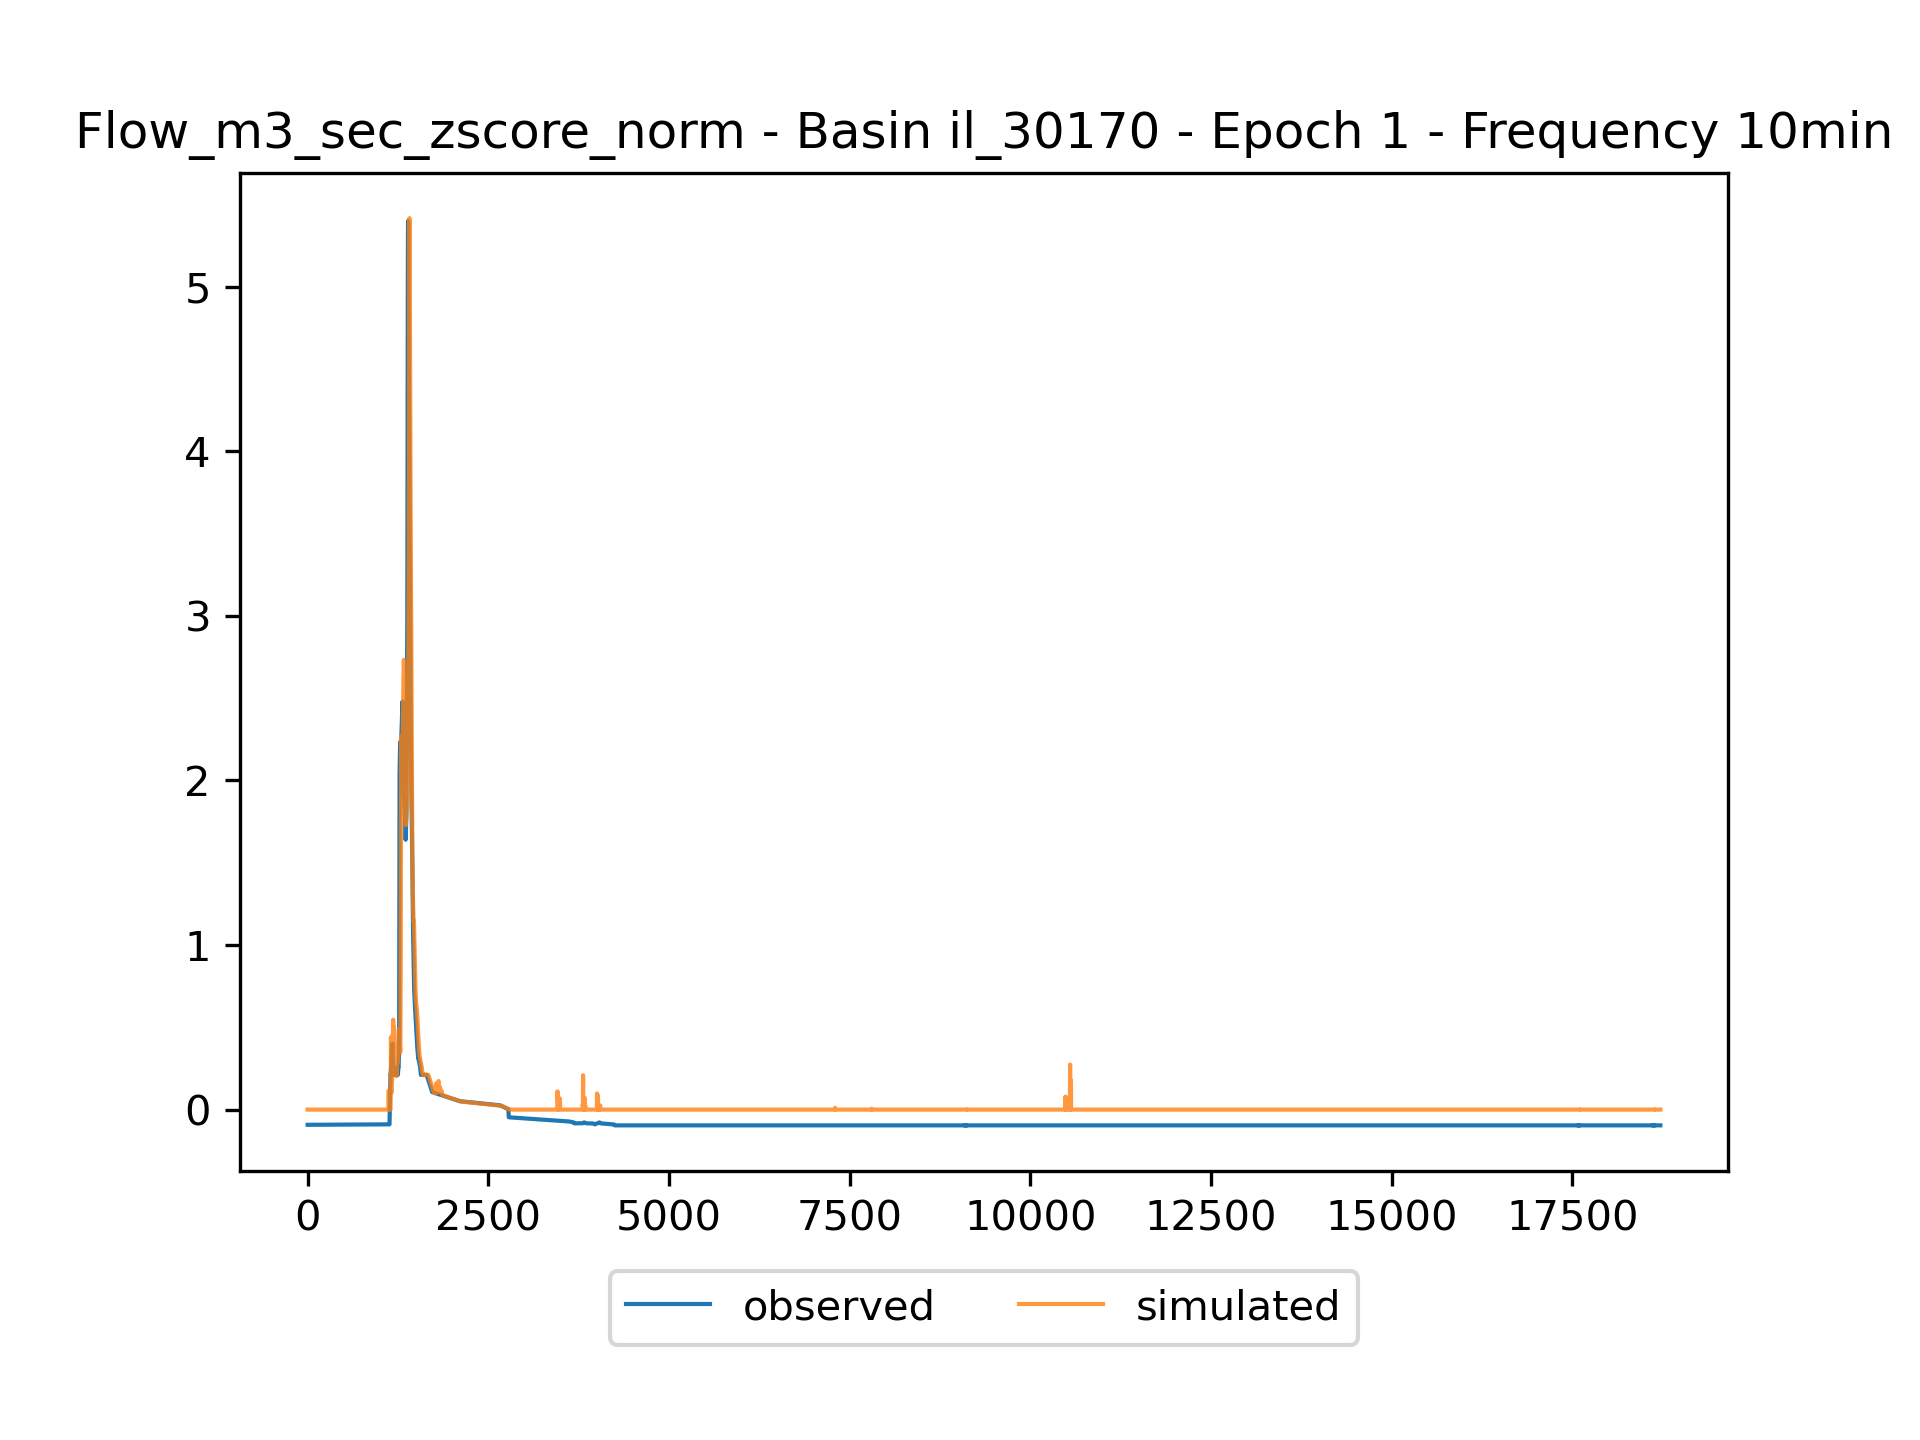 Flow_m3_sec_zscore_norm - Basin il_30170 - Epoch 1 - Frequency 10min
5
4
3
2
1
0
0 2500 5000 7500 10000 12500 15000 17500
observed simulated